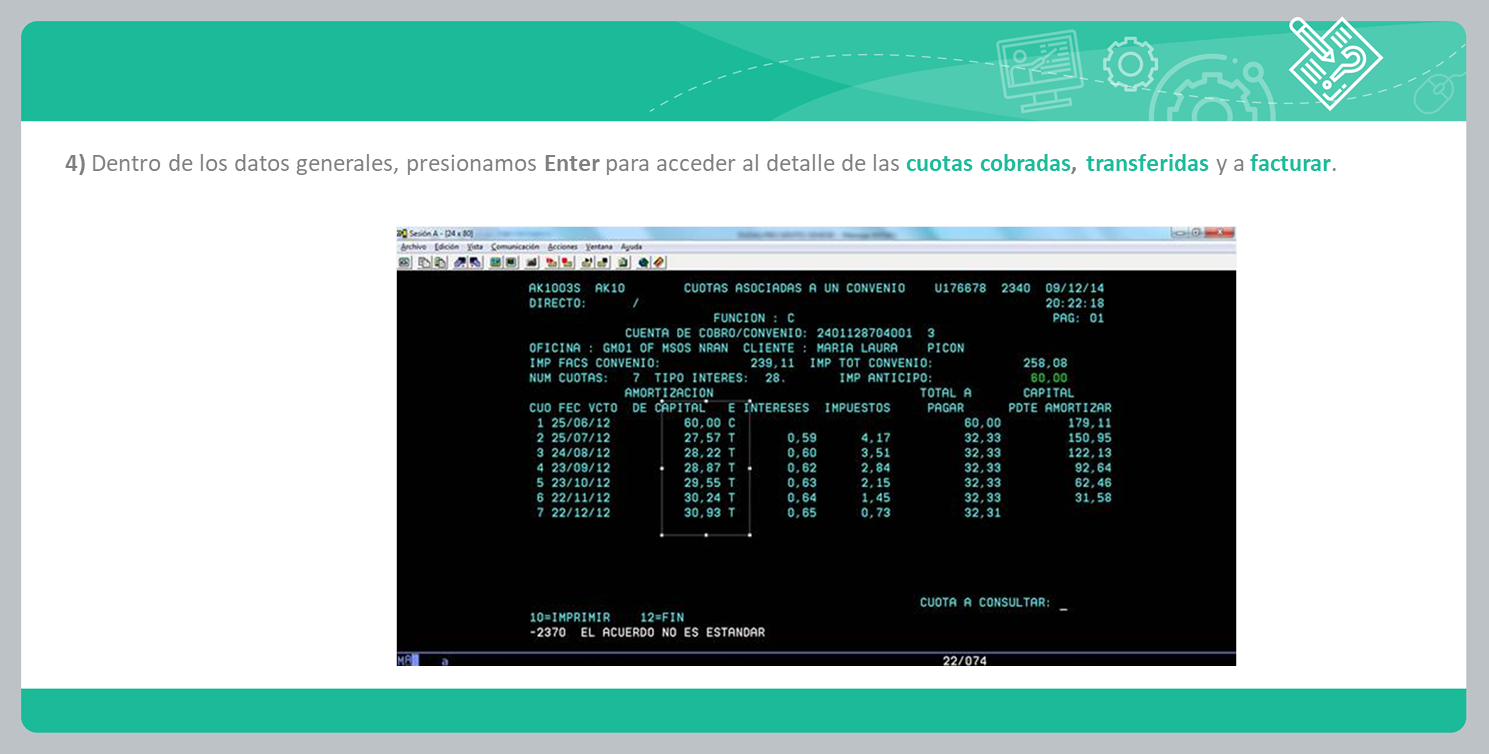 4) Dentro de los datos generales, presionamos Enter para acceder al detalle de las cuotas cobradas, transferidas y a facturar.
Sesión A - [24 x 80]
Archivo Edición Vista Comunicación Acciones Ventana Ayuda
AK1003S AK10 CUOTAS ASOCIADAS A UN CONVENIO U176678 2340 09/12/14
DIRECTO: / 20:22:18
FUNCION : C PAG: 01
CUENTA DE COBRO/CONVENIO: 2401128704001 3
OFICINA : GM01 OF MSOS NRAN CLIENTE : MARIA LAURA PICON
IMP FACS CONVENIO: 239,11 IMP TOT CONVENIO: 258,08
NUM CUOTAS: 7 TIPO INTERES: 28. IMP ANTICIPO: 60,00
AMORTIZACION TOTAL A CAPITAL
CUO FEC VCTO DE CAPITAL E INTERESES IMPUESTOS PAGAR PDTE AMORTIZAR
1 25/06/12 60,00 C 60,00 179,11
2 25/07/12 27,57 T 0,59 4,17 32,33 150,95
3 24/08/12 28,22 T 0,60 3,51 32,33 122,13
4 23/09/12 28,87 T 0,62 2,84 32,33 92,64
5 23/10/12 29,55 T 0,63 2,15 32,33 62,46
6 22/11/12 30,24 T 0,64 1,45 32,33 31,58
7 22/12/12 30,93 T 0,65 0,73 32,31
CUOTA A CONSULTAR: _
10=IMPRIMIR 12=FIN
-2370 EL ACUERDO NO ES ESTANDAR
a 22/074